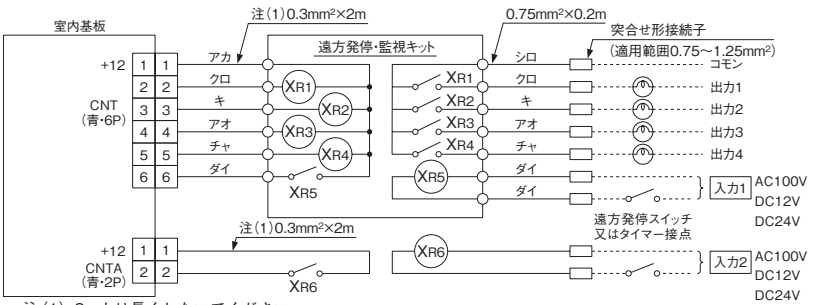 注(1)0.3mm²×2m
0.75mm²×0.2m
突合せ形接続子
(適用範囲0.75～1.25mm²)
室内基板
遠方発停・監視キット
+12 1 1 アカ シロ コモン
2 2 クロ XR1 XR1 クロ 出力1
CNT
(青・6P)
3 3 キ XR2 XR2 キ 出力2
4 4 アオ XR3 XR3 アオ 出力3
5 5 チャ XR4 XR4 チャ 出力4
6 6 ダイ XR5 XR5 ダイ
ダイ
入力1
AC100V
DC12V
DC24V
遠方発停スイッチ
又はタイマー接点
注(1)0.3mm²×2m
+12 1 1
CNTA
(青・2P)
2 2 XR6
XR6
入力2
AC100V
DC12V
DC24V